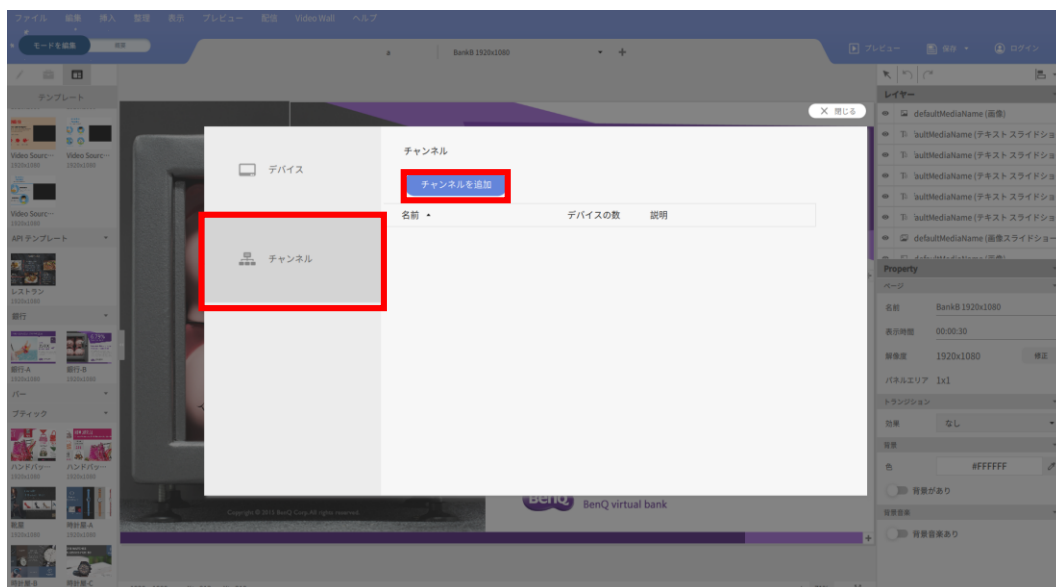 ファイル 編集 挿入 整理 表示 プレビュー 配信 Video Wall ヘルプ
モードを編集
a BankB 1920x1080
プレビュー 保存 ログイン
テンプレート
Video Sourc… Video Sourc…
1920x1080 1920x1080
Video Sourc…
1920x1080
API テンプレート
レストラン
1920x1080
銀行
銀行-A 銀行-B
1920x1080 1920x1080
バー
ブティック
ハンドバッ… ハンドバッ…
1920x1080 1920x1080
靴屋 時計屋-A
1920x1080 1920x1080
時計屋-B 時計屋-C
× 閉じる
デバイス
チャンネル
チャンネル
チャンネルを追加
名前 デバイスの数 説明
Copyright © 2015 BenQ Corp. All rights reserved.
BenQ BenQ virtual bank
レイヤー
defaultMediaName (画像)
aultMediaName (テキスト スライドショ
aultMediaName (テキスト スライドショ
aultMediaName (テキスト スライドショ
aultMediaName (テキスト スライドショ
aultMediaName (テキスト スライドショ
defaultMediaName (画像スライドショー
Property
ページ
名前 BankB 1920x1080
表示時間 00:00:30
解像度 1920x1080 修正
パネルエリア 1x1
トランジション
効果 なし
背景
色 #FFFFFF
背景があり
背景音楽
背景音楽あり